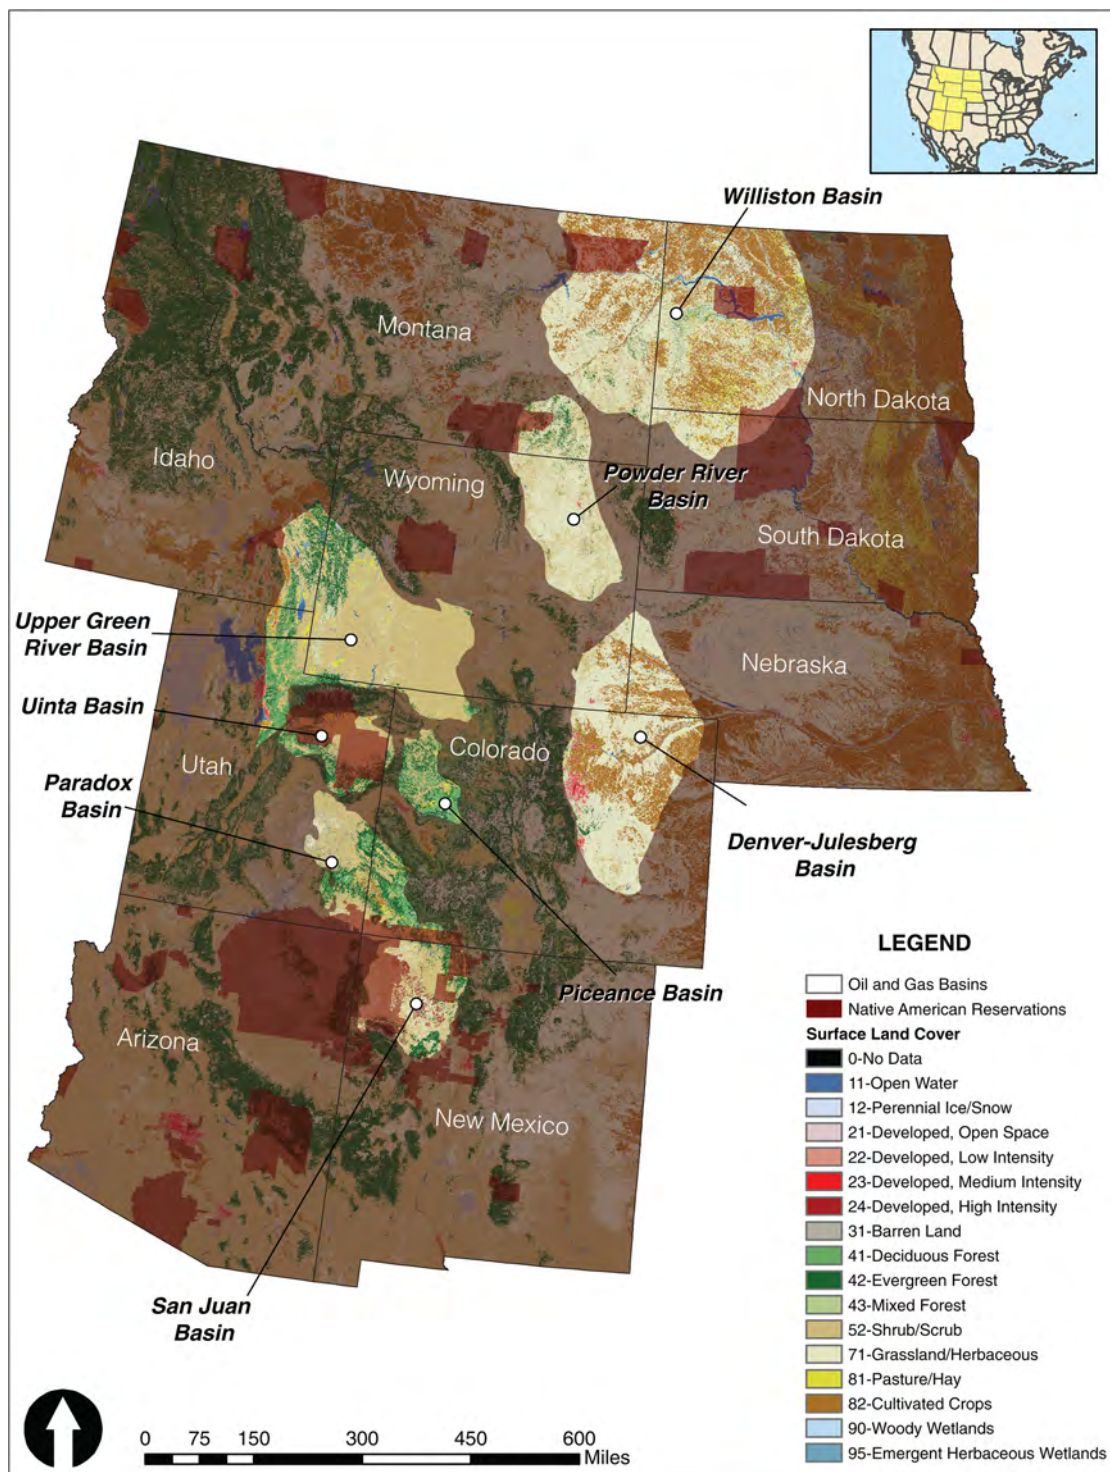 Williston Basin
Montana
North Dakota
Idaho
Wyoming
Powder River
Basin
South Dakota
Upper Green
River Basin
Nebraska
Uinta Basin
Colorado
Utah
Paradox
Basin
Denver-Julesberg
Basin
Piceance Basin
Arizona
New Mexico
San Juan
Basin
LEGEND
Oil and Gas Basins
Native American Reservations
Surface Land Cover
0-No Data
11-Open Water
12-Perennial Ice/Snow
21-Developed, Open Space
22-Developed, Low Intensity
23-Developed, Medium Intensity
24-Developed, High Intensity
31-Barren Land
41-Deciduous Forest
42-Evergreen Forest
43-Mixed Forest
52-Shrub/Scrub
71-Grassland/Herbaceous
81-Pasture/Hay
82-Cultivated Crops
90-Woody Wetlands
95-Emergent Herbaceous Wetlands
0 75 150 300 450 600
Miles